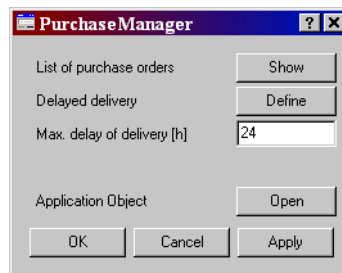 PurchaseManager
List of purchase orders Show
Delayed delivery Define
Max. delay of delivery [h] 24
Application Object Open
OK Cancel Apply